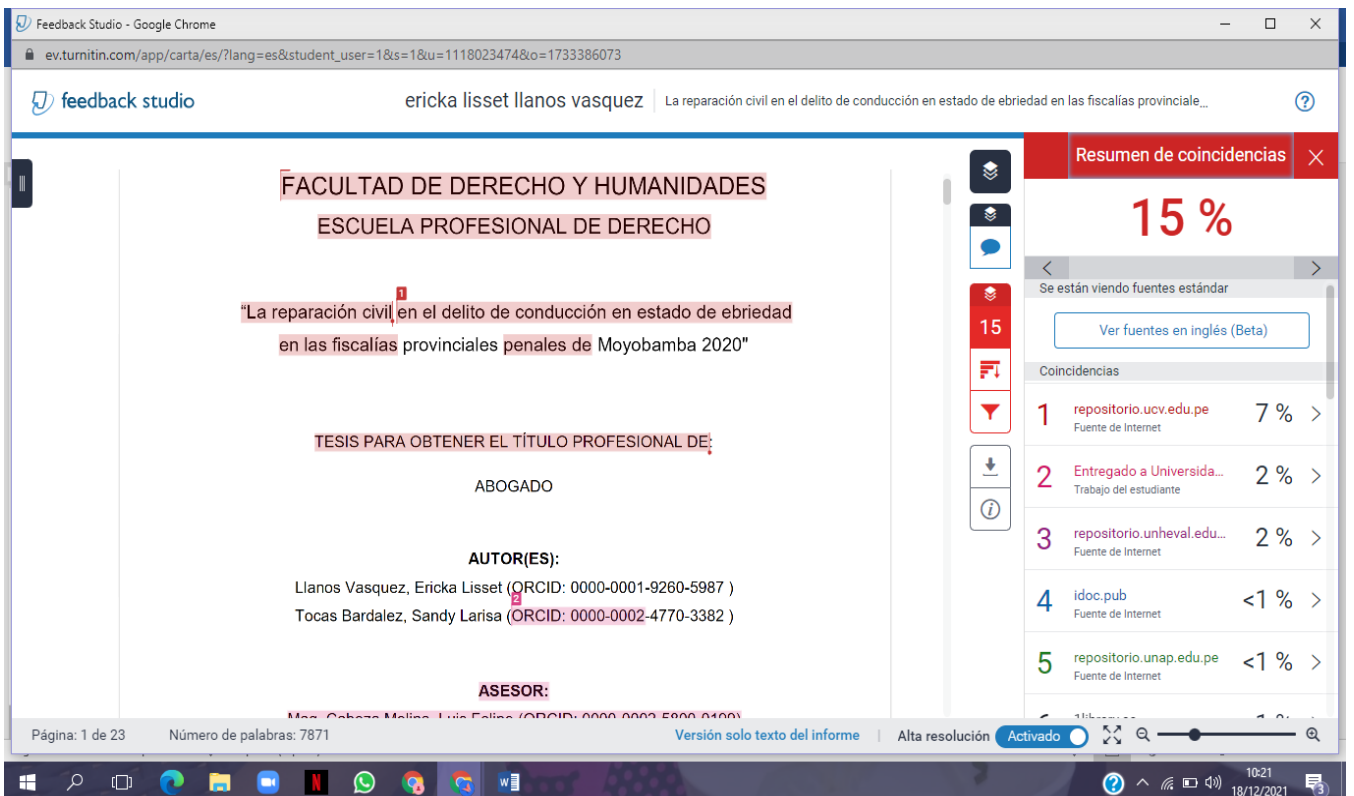 Feedback Studio - Google Chrome
ev.turnitin.com/app/carta/es/?lang=es&student_user=1&s=1&u=1118023474&o=1733386073
feedback studio
ericka lisset llanos vasquez
La reparación civil en el delito de conducción en estado de ebriedad en las fiscalías provinciale...
FACULTAD DE DERECHO Y HUMANIDADES
ESCUELA PROFESIONAL DE DERECHO
1
“La reparación civil en el delito de conducción en estado de ebriedad
en las fiscalías provinciales penales de Moyobamba 2020"
TESIS PARA OBTENER EL TÍTULO PROFESIONAL DE:
ABOGADO
AUTOR(ES):
Llanos Vasquez, Ericka Lisset (ORCID: 0000-0001-9260-5987 )
2
Tocas Bardalez, Sandy Larisa (ORCID: 0000-0002-4770-3382 )
ASESOR:
15
Resumen de coincidencias
15 %
Se están viendo fuentes estándar
Ver fuentes en inglés (Beta)
Coincidencias
1 repositorio.ucv.edu.pe 7 %
Fuente de Internet
2 Entregado a Universida... 2 %
Trabajo del estudiante
3 repositorio.unheval.edu... 2 %
Fuente de Internet
4 idoc.pub <1 %
Fuente de Internet
5 repositorio.unap.edu.pe <1 %
Fuente de Internet
Página: 1 de 23
Número de palabras: 7871
Versión solo texto del informe
Alta resolución
Activado
10:21
18/12/2021
3